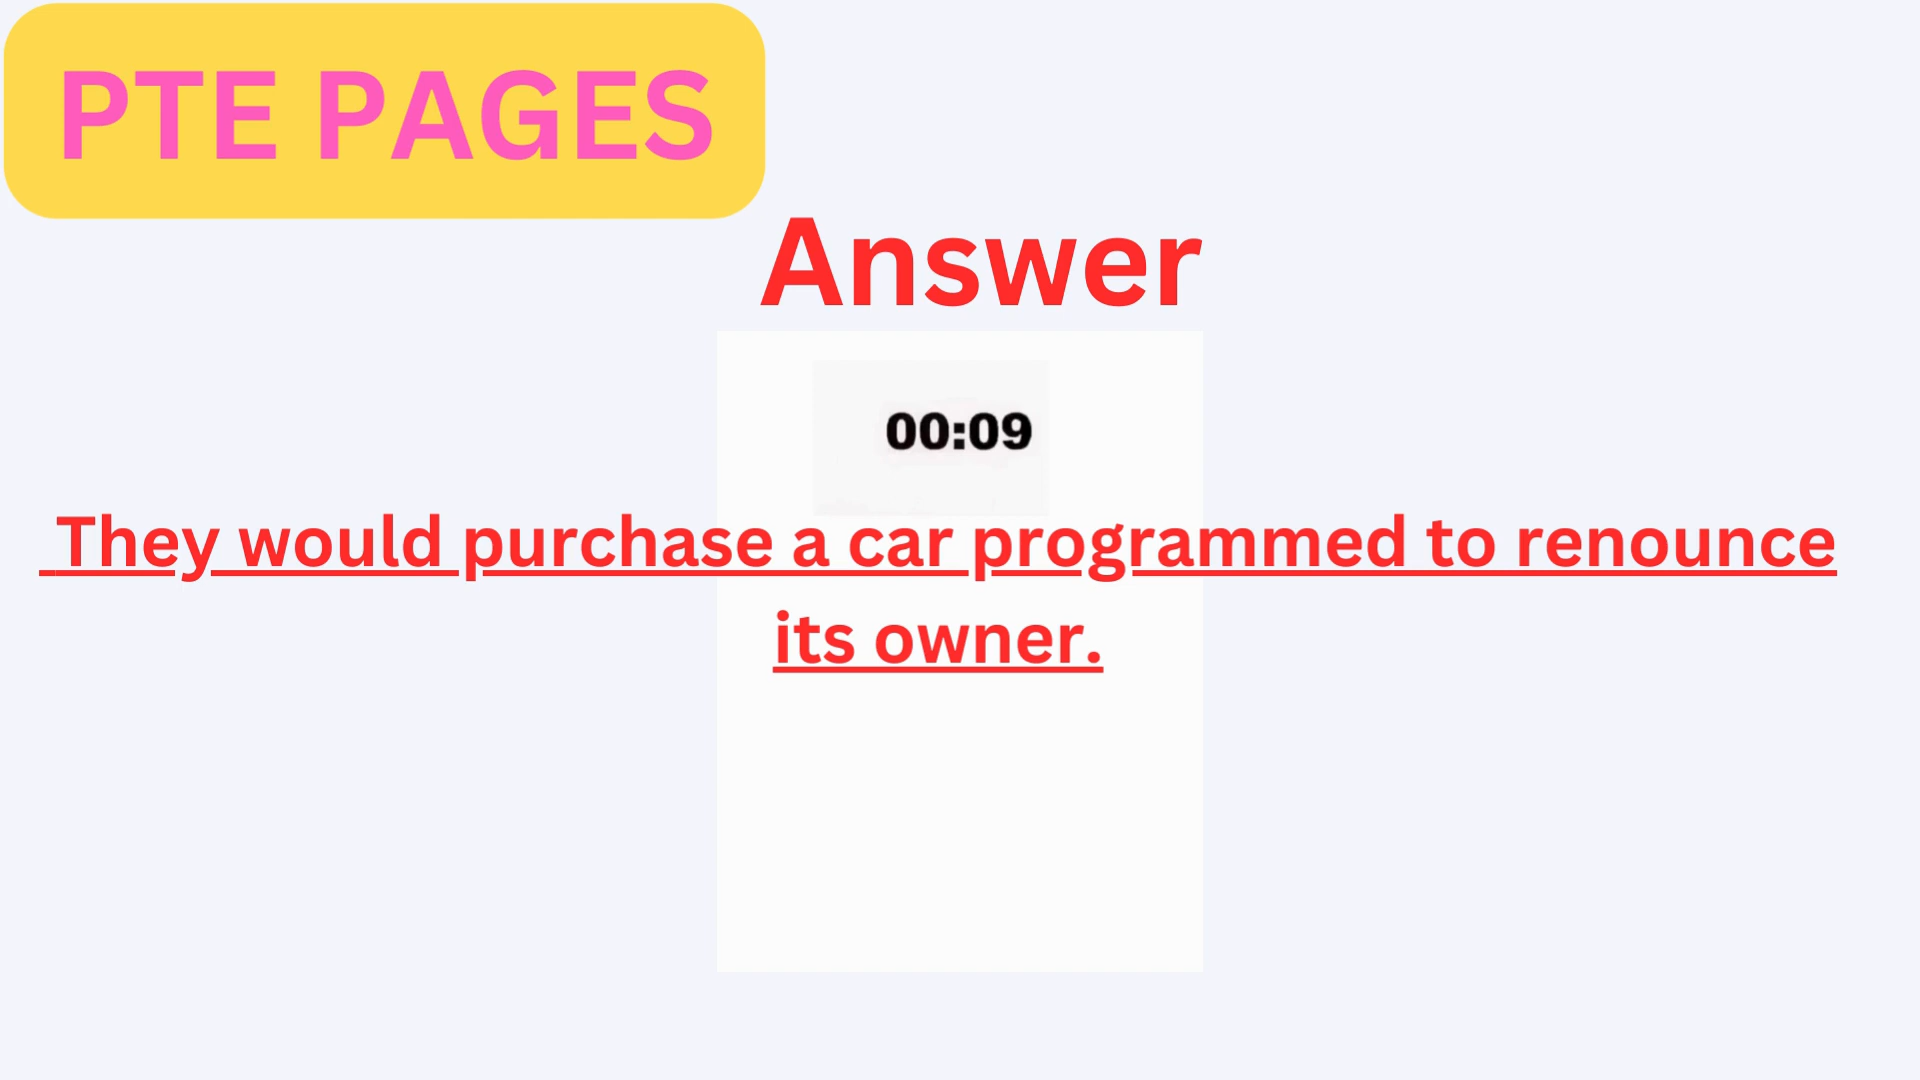 PTE PAGES
Answer
00:09
They would purchase a car programmed to renounce
its owner.